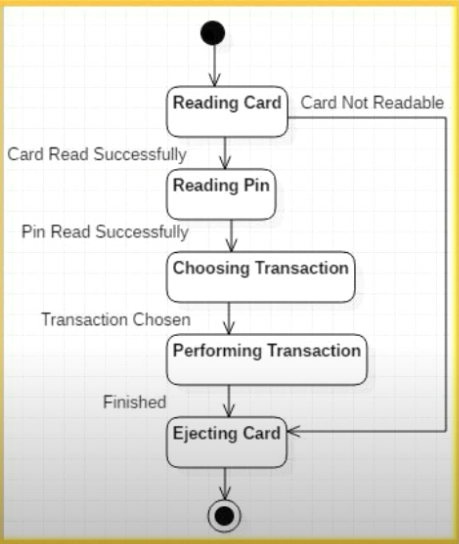 Reading Card
Card Not Readable
Card Read Successfully
Reading Pin
Pin Read Successfully
Choosing Transaction
Transaction Chosen
Performing Transaction
Finished
Ejecting Card